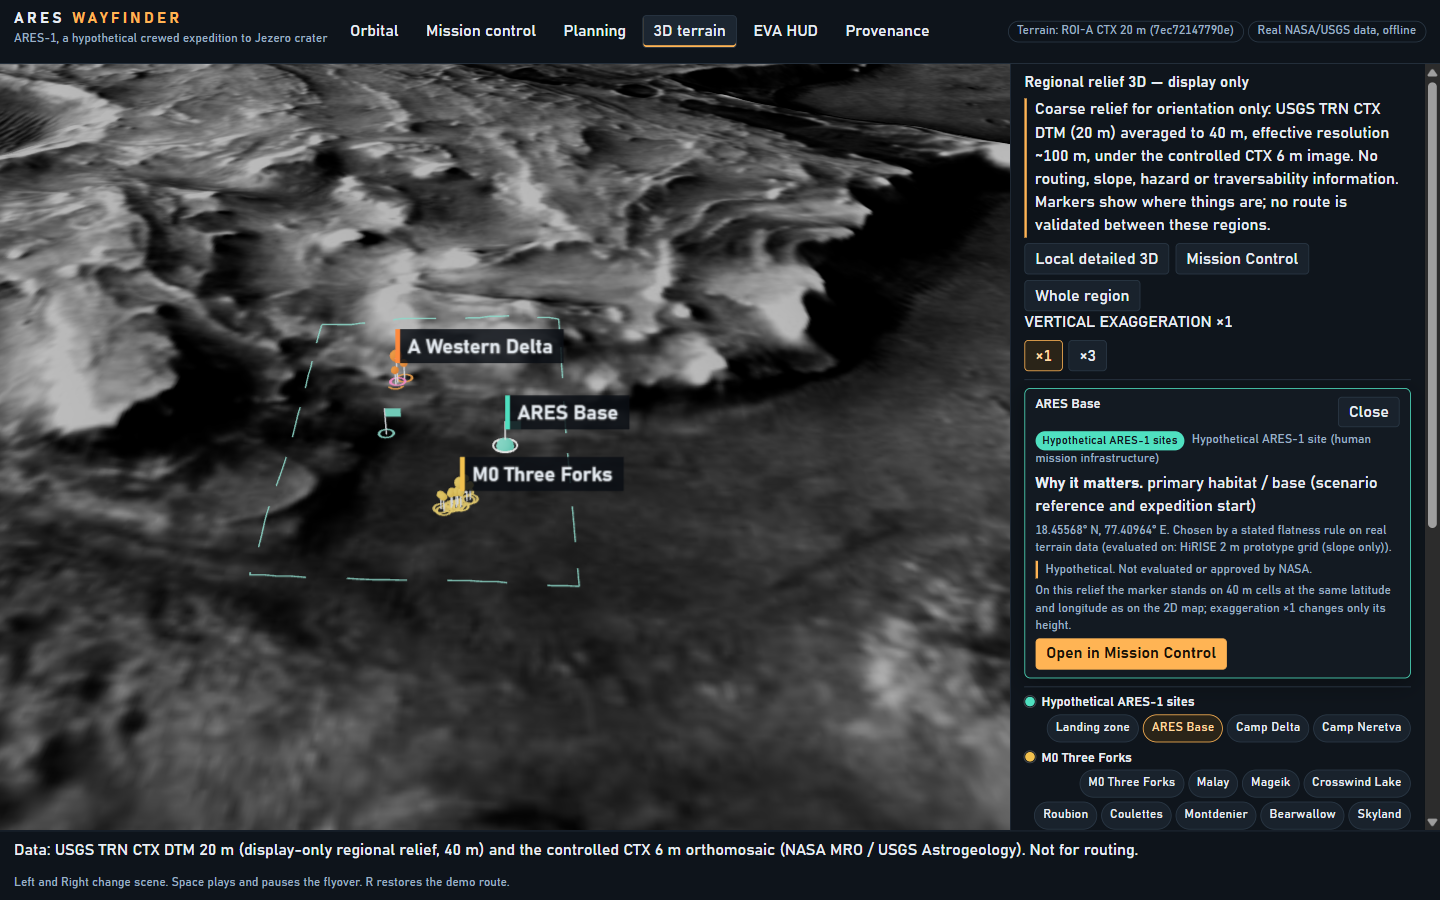 ARES WAYFINDER
ARES-1, a hypothetical crewed expedition to Jezero crater
Orbital
Mission control
Planning
3D terrain
EVA HUD
Provenance
Terrain: ROI-A CTX 20 m (7ec72147790e)
Real NASA/USGS data, offline
A Western Delta
ARES Base
M0 Three Forks
Regional relief 3D — display only
Coarse relief for orientation only: USGS TRN CTX
DTM (20 m) averaged to 40 m, effective resolution
~100 m, under the controlled CTX 6 m image. No
routing, slope, hazard or traversability information.
Markers show where things are; no route is
validated between these regions.
Local detailed 3D
Mission Control
Whole region
VERTICAL EXAGGERATION ×1
×1
×3
ARES Base
Close
Hypothetical ARES-1 sites
Hypothetical ARES-1 site (human
mission infrastructure)
Why it matters. primary habitat / base (scenario
reference and expedition start)
18.45568° N, 77.40964° E. Chosen by a stated flatness rule on real
terrain data (evaluated on: HiRISE 2 m prototype grid (slope only)).
Hypothetical. Not evaluated or approved by NASA.
On this relief the marker stands on 40 m cells at the same latitude
and longitude as on the 2D map; exaggeration ×1 changes only its
height.
Open in Mission Control
Hypothetical ARES-1 sites
Landing zone
ARES Base
Camp Delta
Camp Neretva
M0 Three Forks
M0 Three Forks
Malay
Mageik
Crosswind Lake
Roubion
Coulettes
Montdenier
Bearwallow
Skyland
Data: USGS TRN CTX DTM 20 m (display-only regional relief, 40 m) and the controlled CTX 6 m orthomosaic (NASA MRO / USGS Astrogeology). Not for routing.
Left and Right change scene. Space plays and pauses the flyover. R restores the demo route.